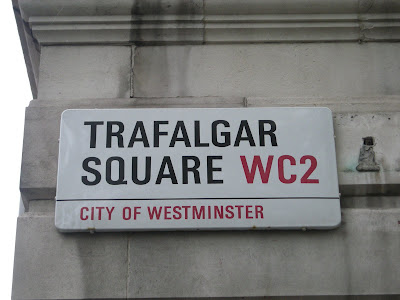 TRAFALGAR
SQUARE WC2
CITY OF WESTMINSTER